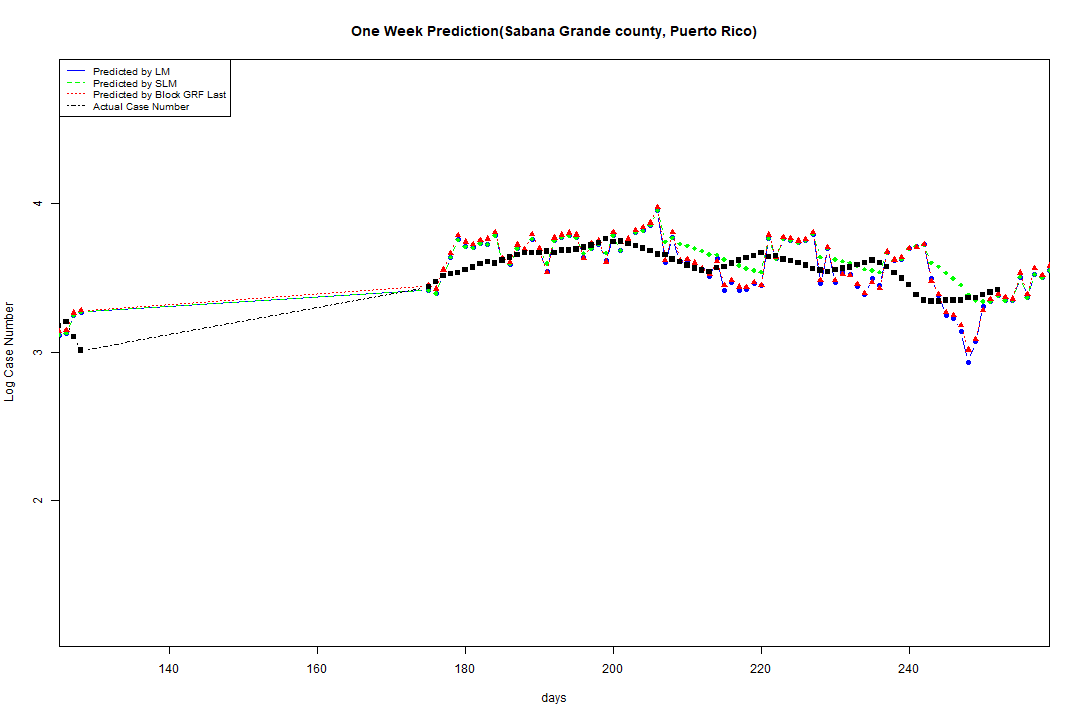 One Week Prediction(Sabana Grande county, Puerto Rico)
Predicted by LM
Predicted by SLM
Predicted by Block GRF Last
Actual Case Number
4
3
2
Log Case Number
140 160 180 200 220 240
days